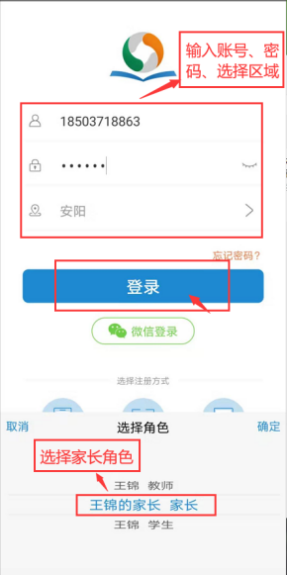 输入账号、密
码、选择区域
18503718863
••••••
安阳
忘记密码?
登录
微信登录
选择注册方式
取消 选择角色 确定
选择家长角色
王锦 教师
王锦的家长 家长
王锦 学生